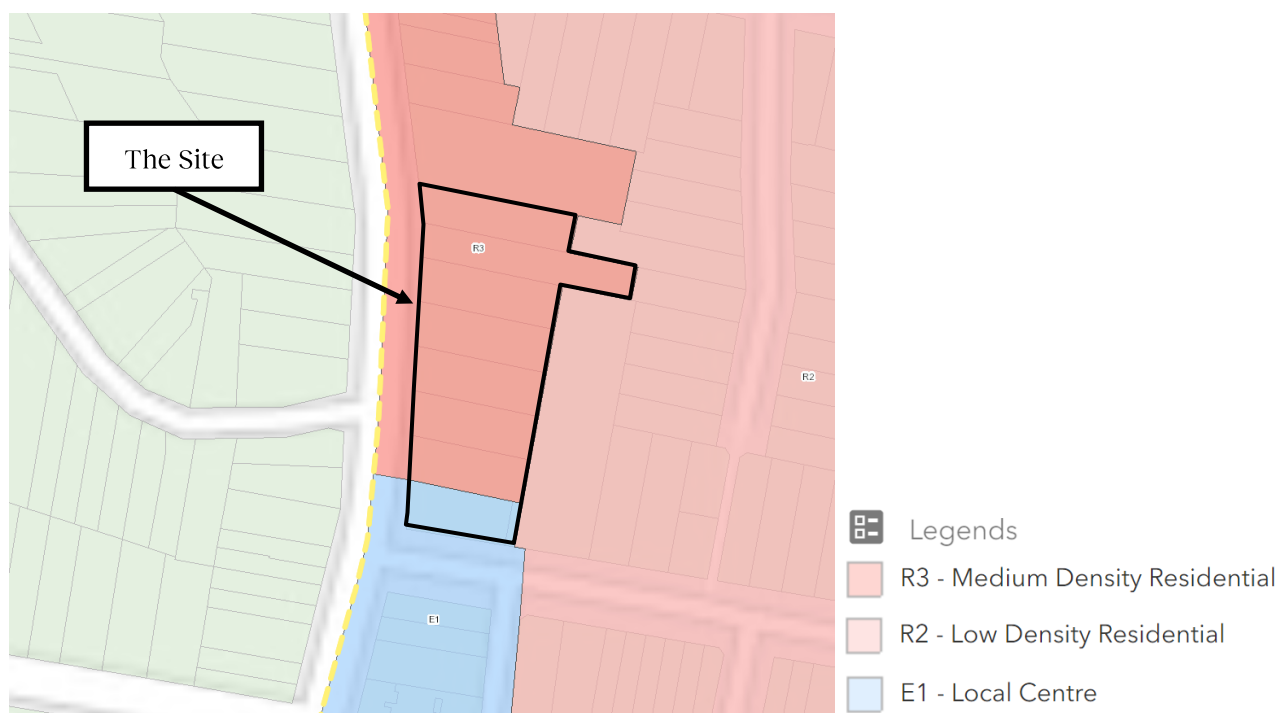 The Site
R3
R2
E1
Legends
R3 - Medium Density Residential
R2 - Low Density Residential
E1 - Local Centre